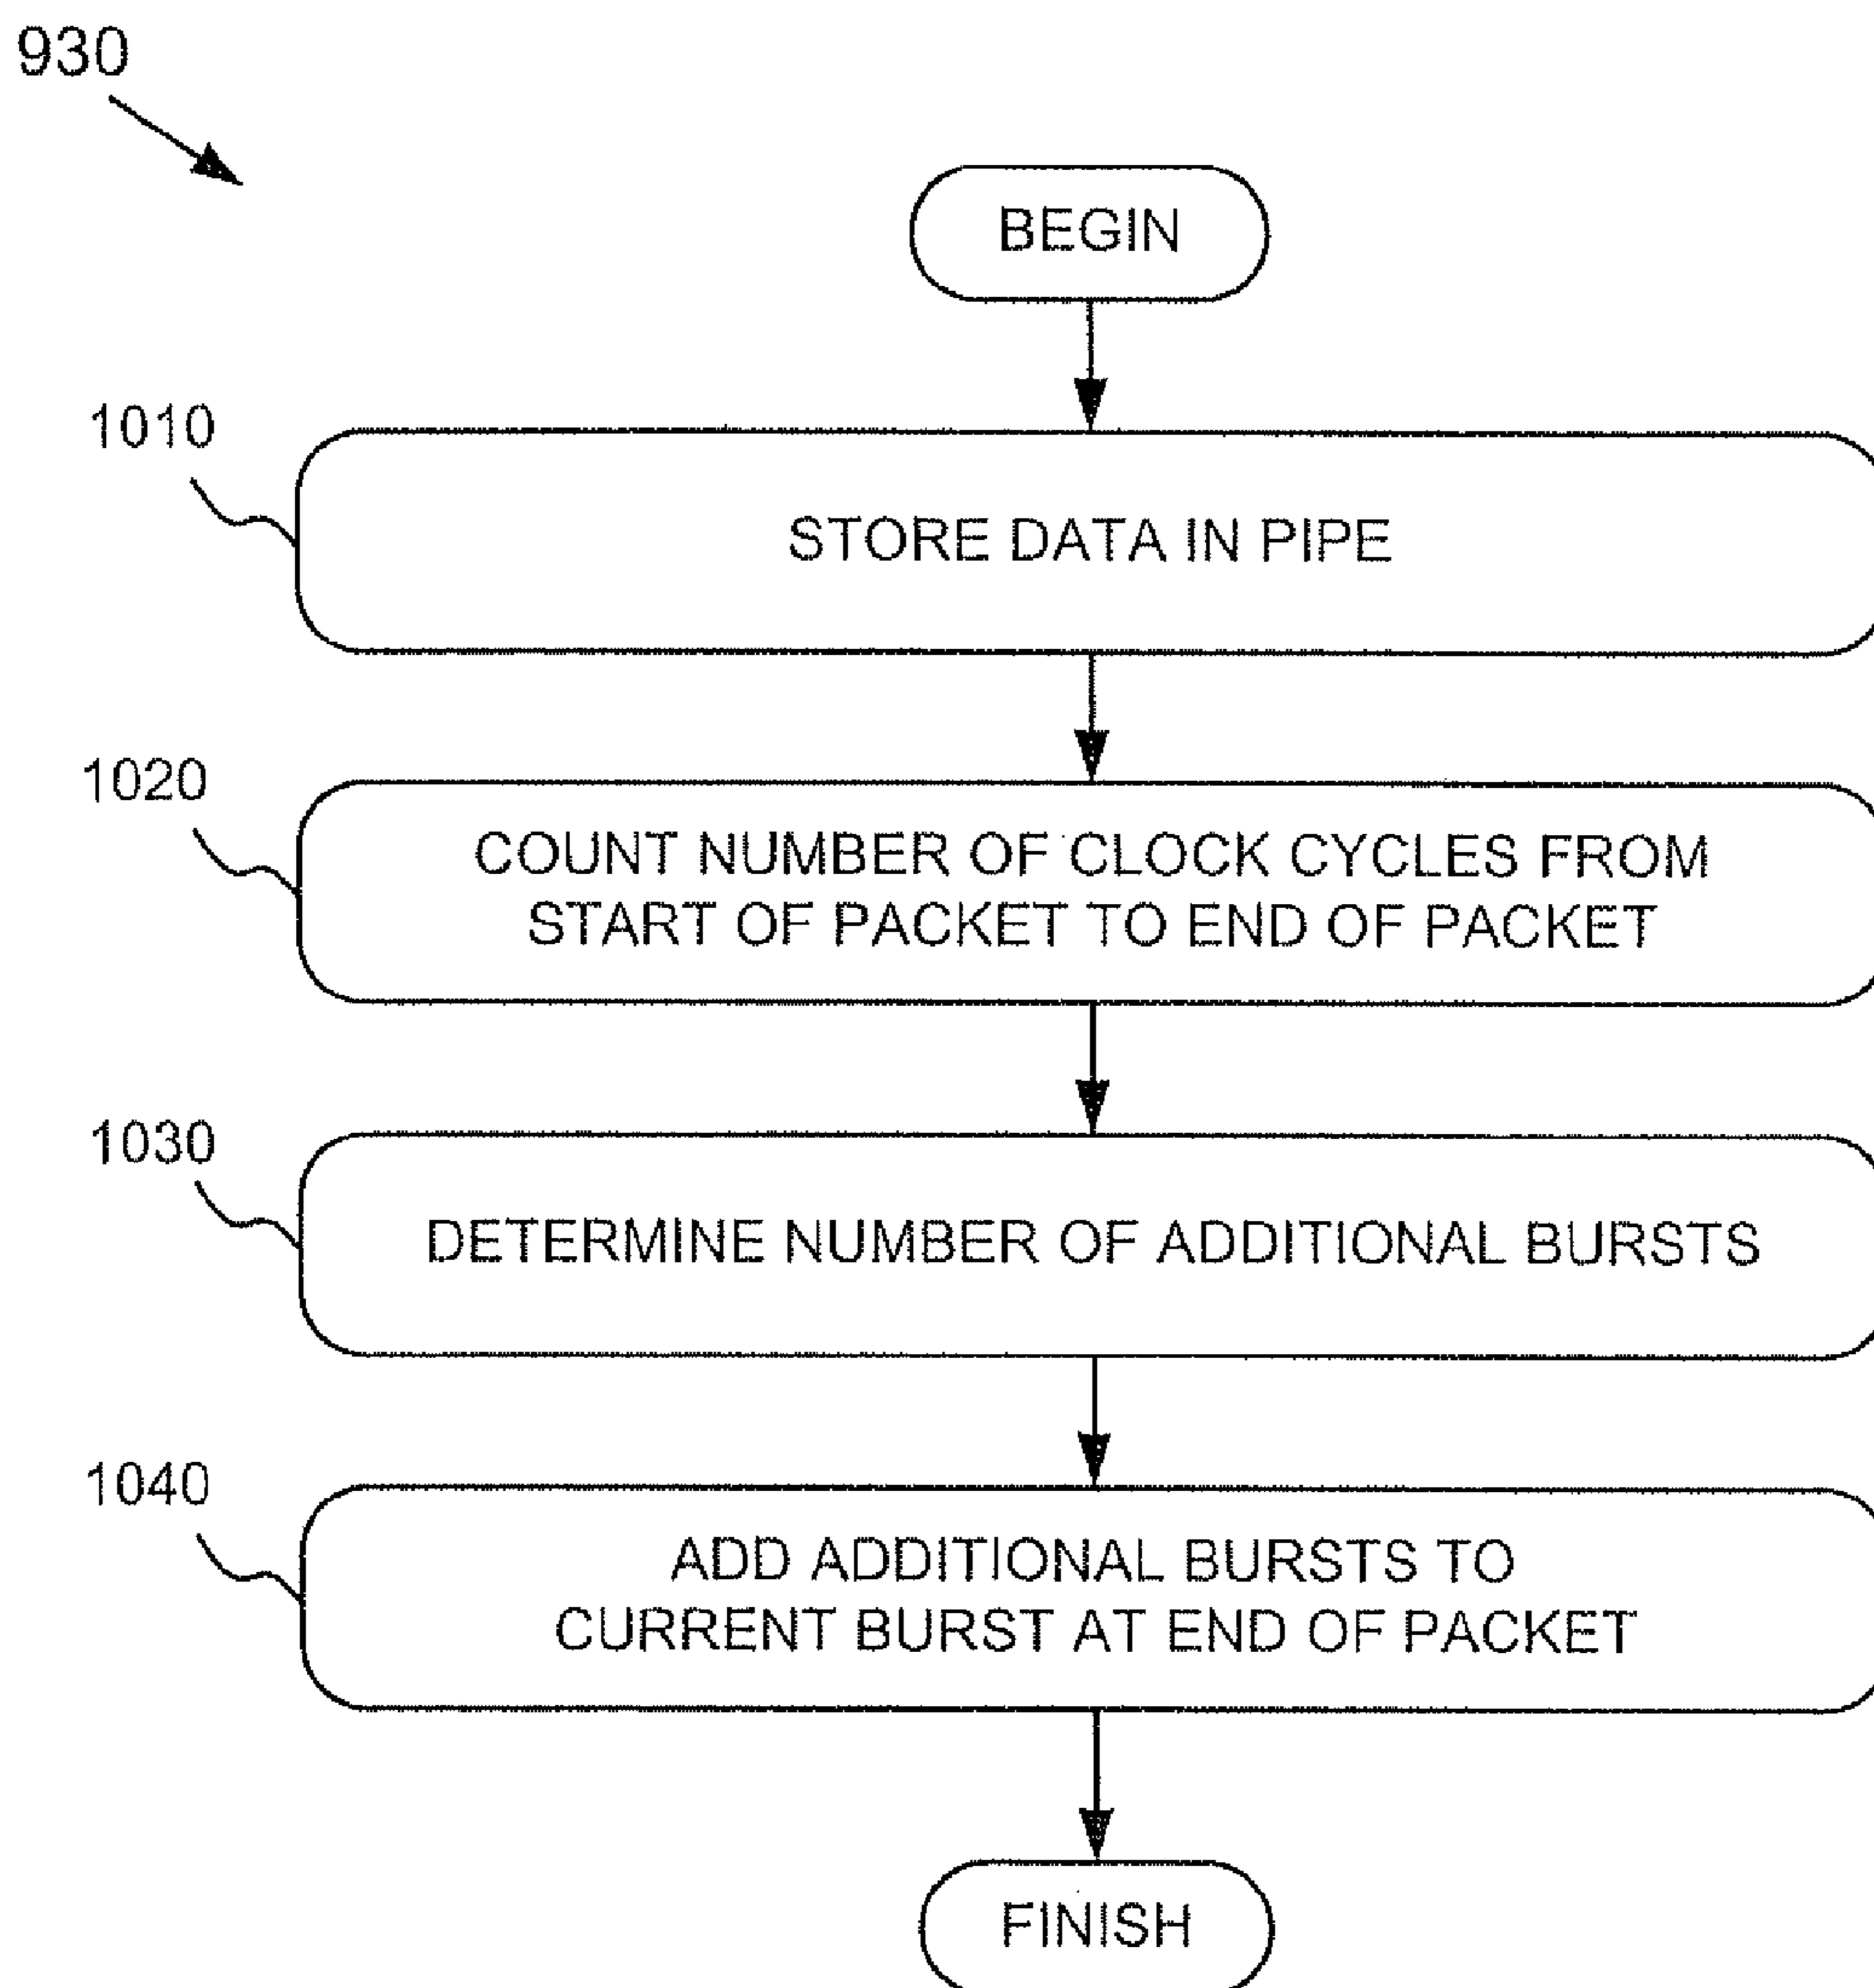 930
BEGIN
1010
STORE DATA IN PIPE
1020
COUNT NUMBER OF CLOCK CYCLES FROM
START OF PACKET TO END OF PACKET
1030
DETERMINE NUMBER OF ADDITIONAL BURSTS
1040
ADD ADDITIONAL BURSTS TO
CURRENT BURST AT END OF PACKET
FINISH